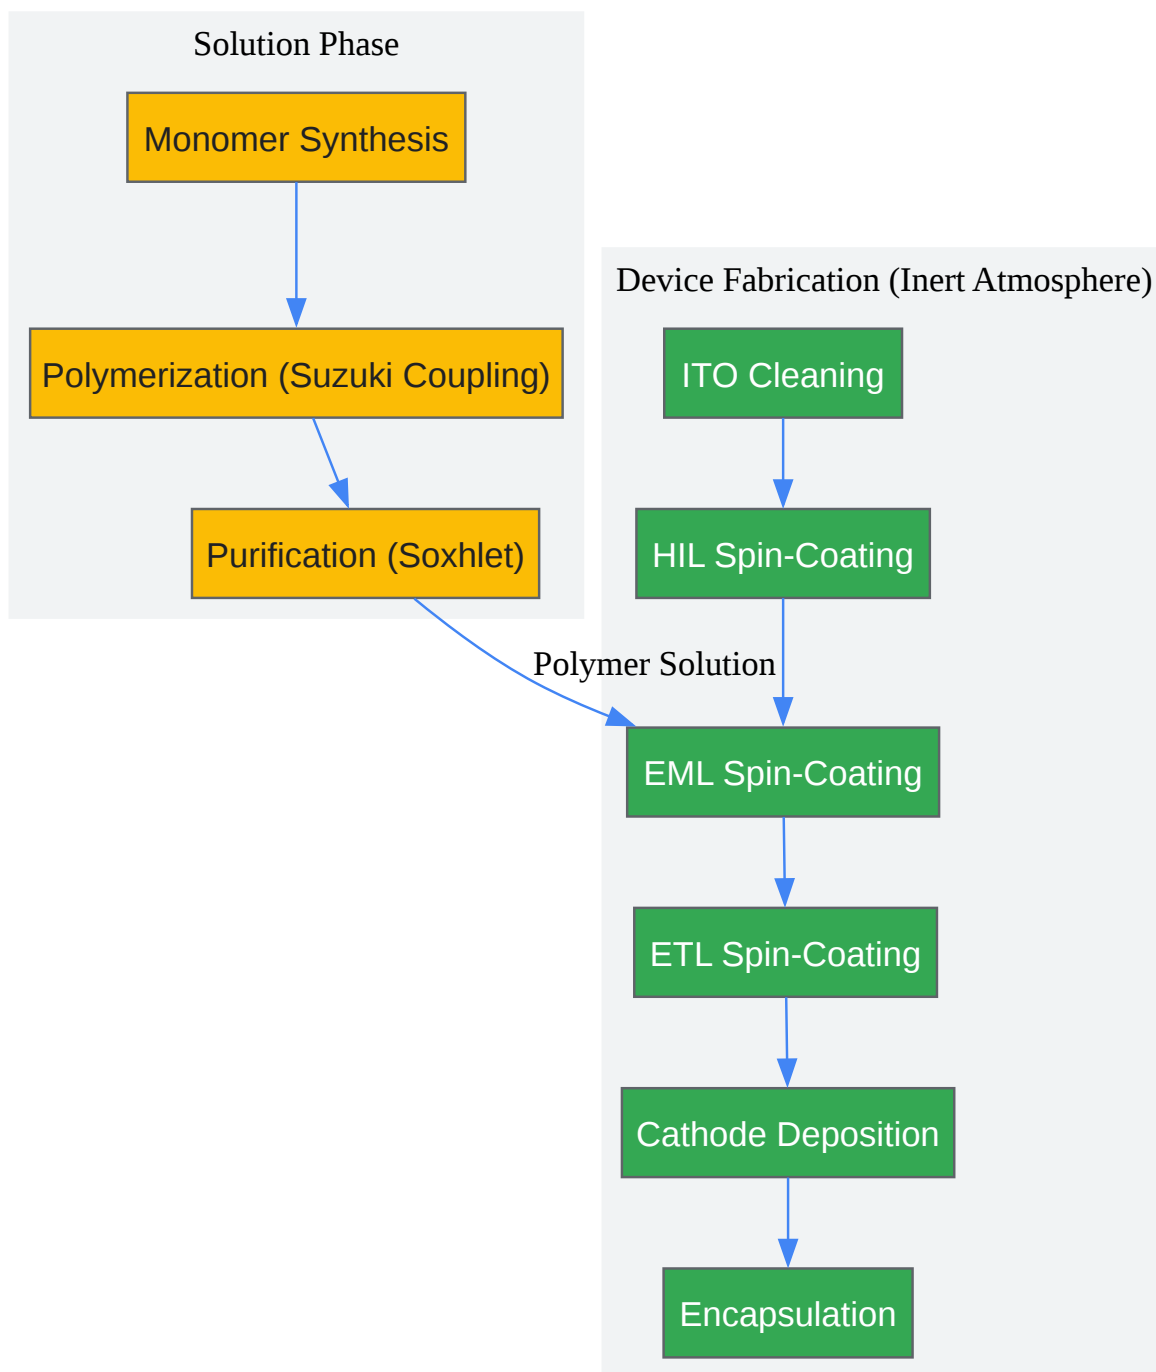 Solution Phase
Monomer Synthesis
Polymerization (Suzuki Coupling)
Purification (Soxhlet)
Polymer Solution
Device Fabrication (Inert Atmosphere)
ITO Cleaning
HIL Spin-Coating
EML Spin-Coating
ETL Spin-Coating
Cathode Deposition
Encapsulation